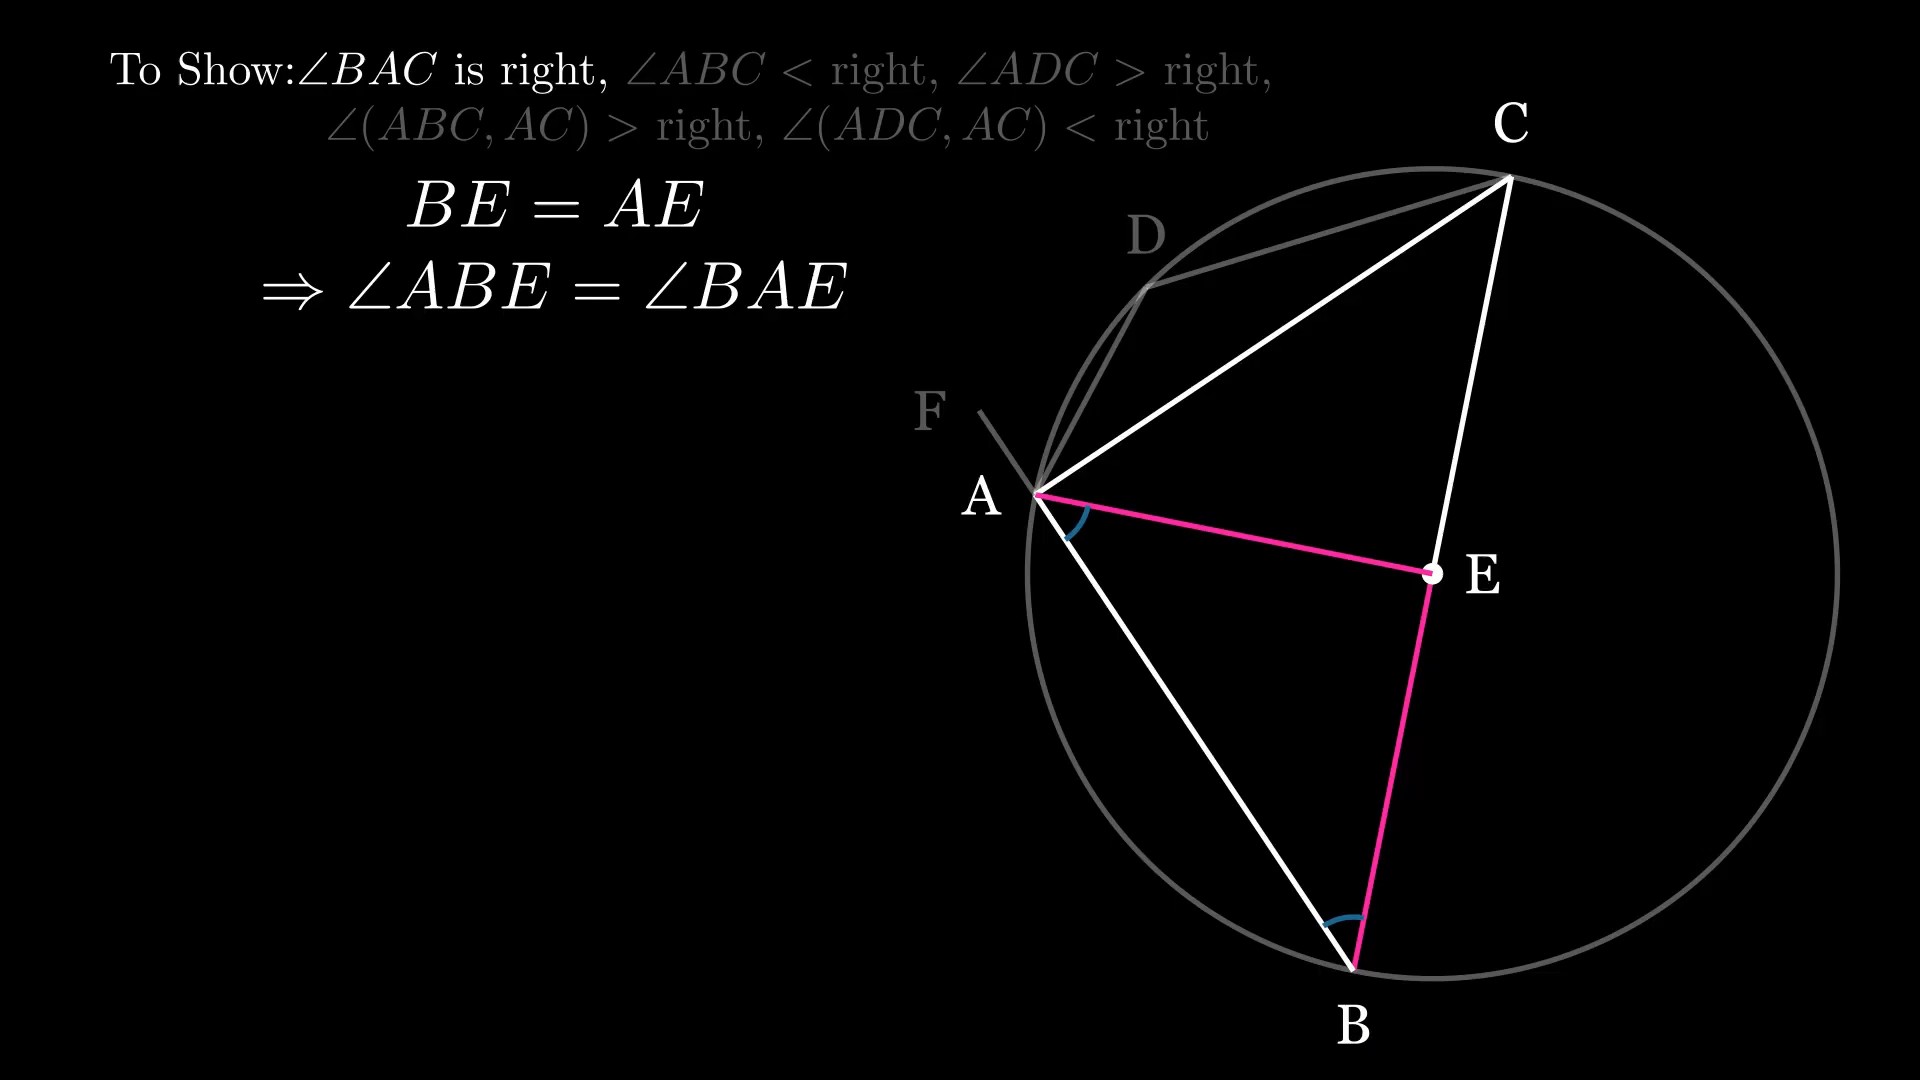 To Show:∠BAC is right, ∠ABC < right, ∠ADC > right,
∠(ABC, AC) > right, ∠(ADC, AC) < right
BE = AE
⇒ ∠ABE = ∠BAE
C
D
F
A
E
B